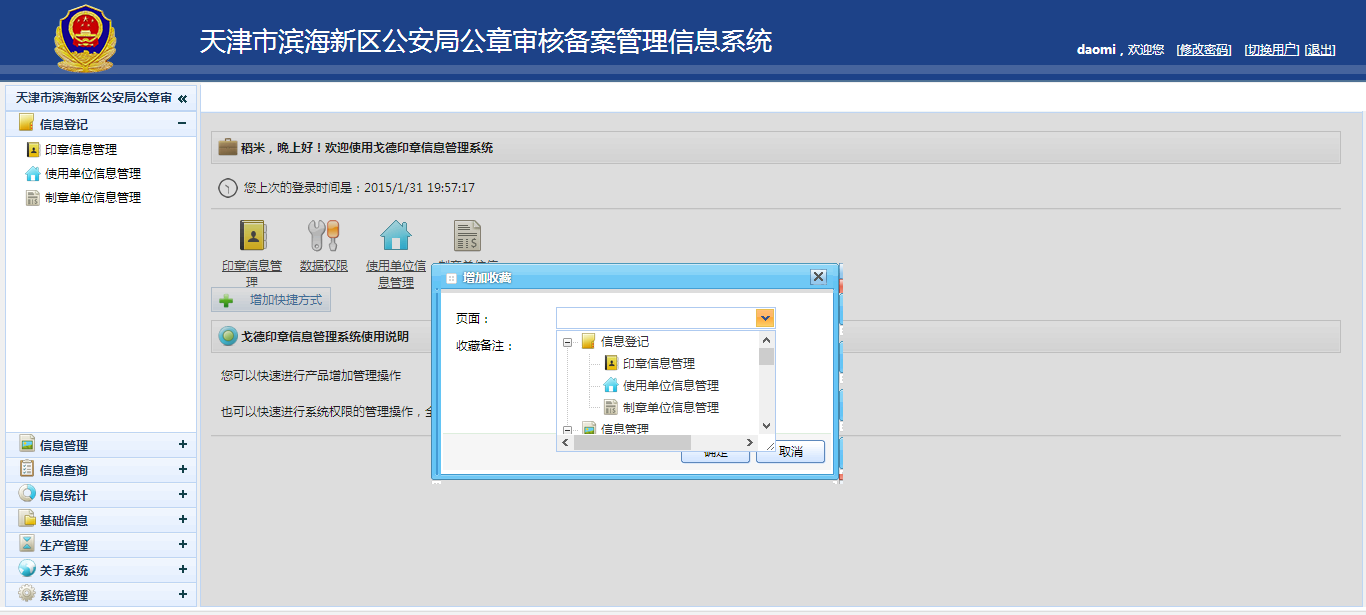 天津市滨海新区公安局公章审核备案管理信息系统
daomi，欢迎您 [修改密码] [切换用户] [退出]
天津市滨海新区公安局公章审
信息登记
印章信息管理
使用单位信息管理
制章单位信息管理
信息管理
信息查询
信息统计
基础信息
生产管理
关于系统
系统管理
稻米，晚上好！欢迎使用戈德印章信息管理系统
您上次的登录时间是：2015/1/31 19:57:17
印章信息管
理
数据权限
使用单位信
息管理
制章单位信
增加快捷方式
戈德印章信息管理系统使用说明
您可以快速进行产品增加管理操作
也可以快速进行系统权限的管理操作，
增加收藏
页面：
收藏备注：
信息登记
印章信息管理
使用单位信息管理
制章单位信息管理
信息管理
确定
取消